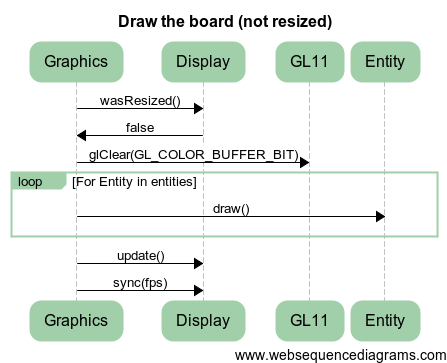 Draw the board (not resized)
Graphics Display GL11 Entity
wasResized()
false
glClear(GL_COLOR_BUFFER_BIT)
loop [For Entity in entities]
draw()
update()
sync(fps)
Graphics Display GL11 Entity
www.websequencediagrams.com